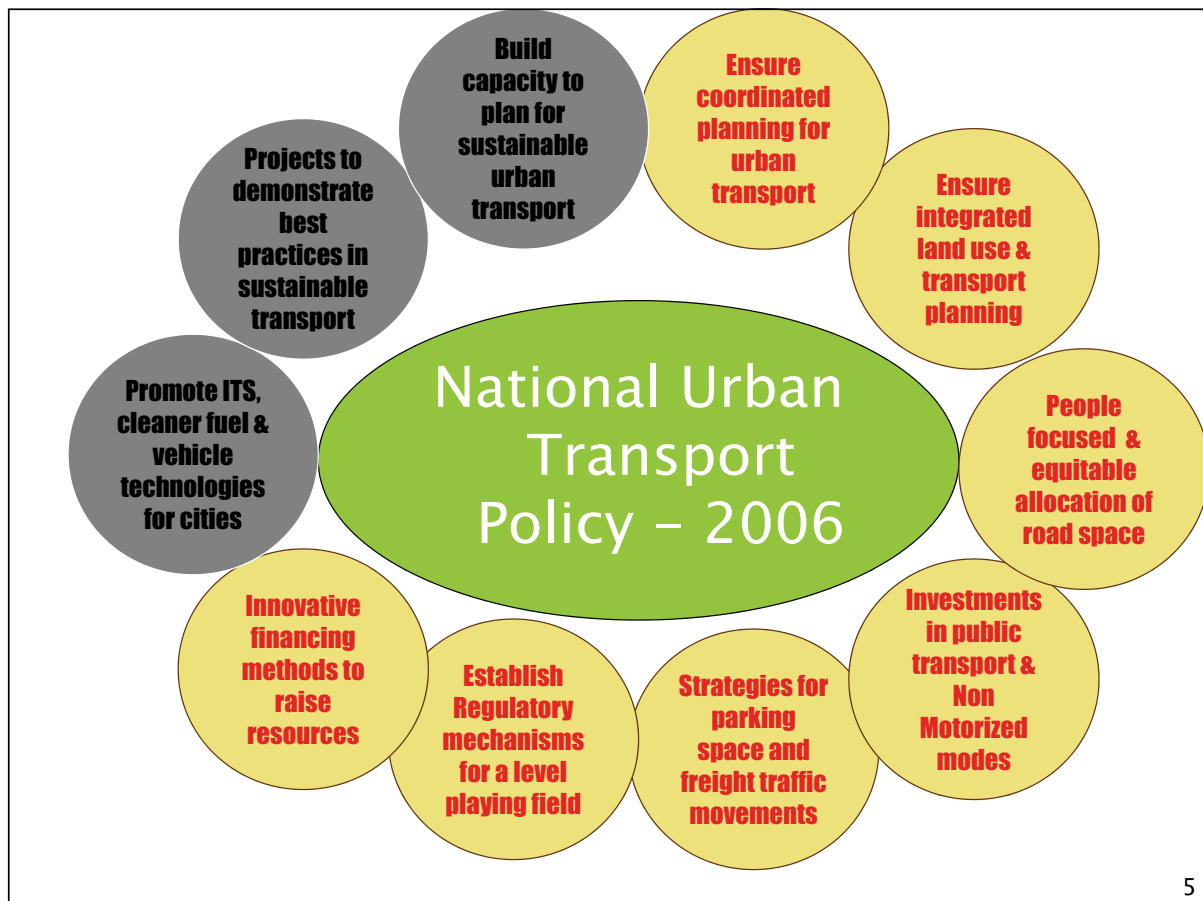 Build
capacity to
plan for
sustainable
urban
transport
Ensure
coordinated
planning for
urban
transport
Ensure
integrated
land use &
transport
planning
People
focused & 
equitable
allocation of
road space
Investments
in public
transport &
Non
Motorized
modes
Strategies for
parking
space and
freight traffic
movements
Establish
Regulatory
mechanisms
for a level
playing field
Innovative
financing
methods to
raise
resources
Promote ITS,
cleaner fuel &
vehicle
technologies
for cities
Projects to
demonstrate
best
practices in
sustainable
transport
National Urban
Transport
Policy – 2006
5